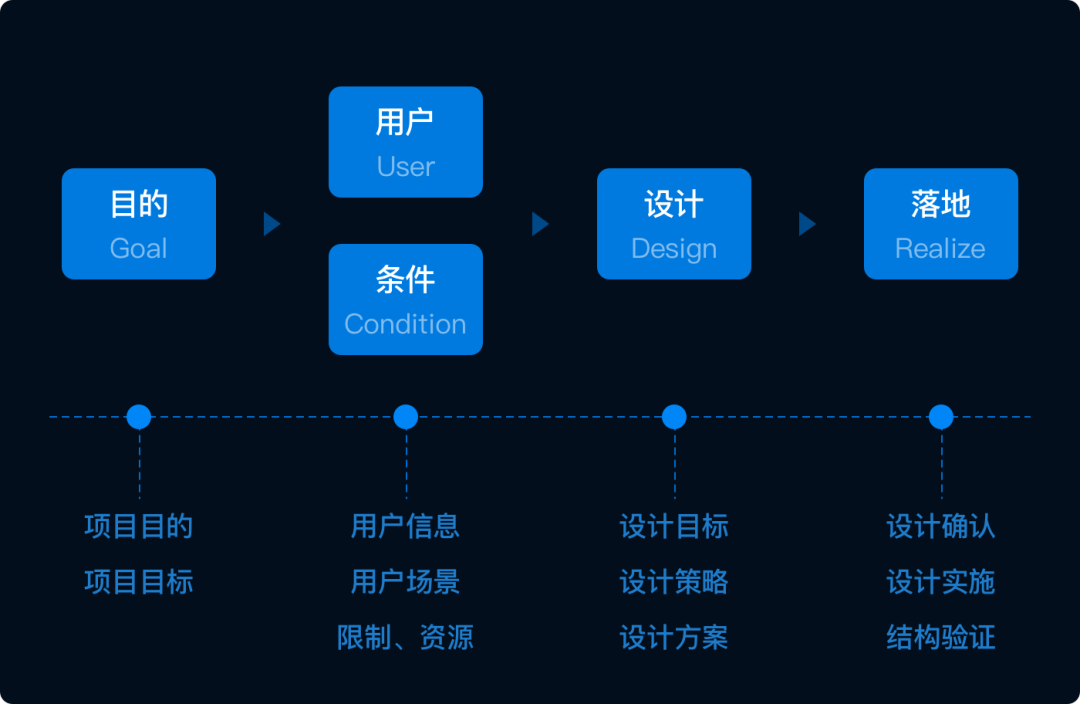 目的
Goal
用户
User
条件
Condition
设计
Design
落地
Realize
项目目的
项目目标
用户信息
用户场景
限制、资源
设计目标
设计策略
设计方案
设计确认
设计实施
结构验证